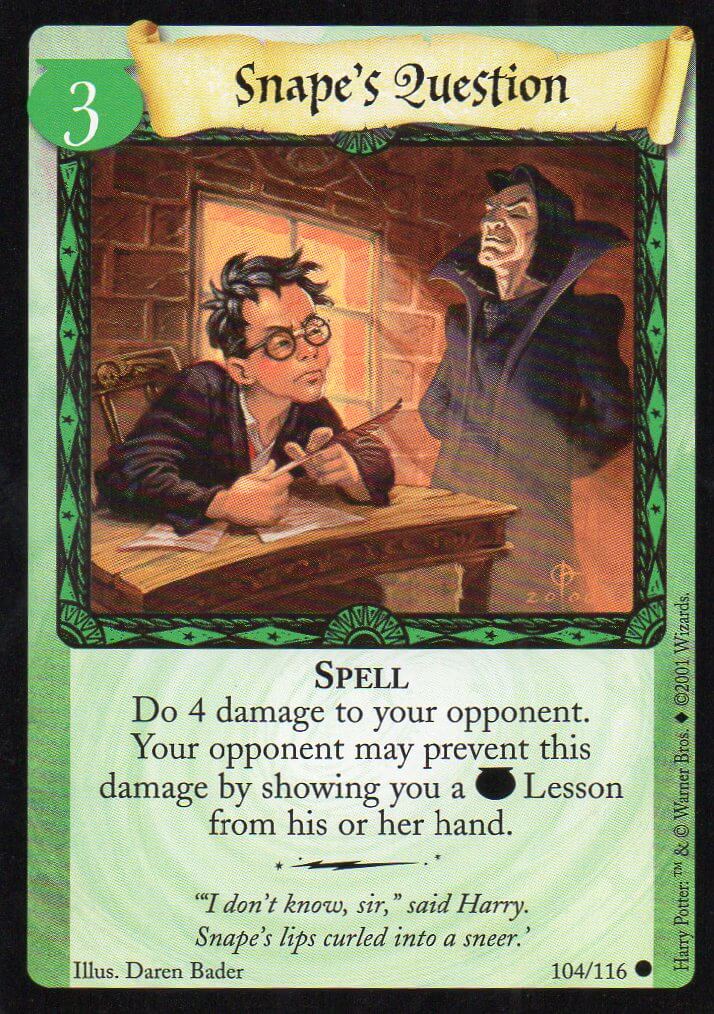 3
Snape's Question
2000
SPELL
Do 4 damage to your opponent.
Your opponent may prevent this
damage by showing you a Lesson
from his or her hand.
“‘I don't know, sir,” said Harry.
Snape's lips curled into a sneer.’
Illus. Daren Bader
104/116
Harry Potter: ™ & © Warner Bros. ◆ ©2001 Wizards.